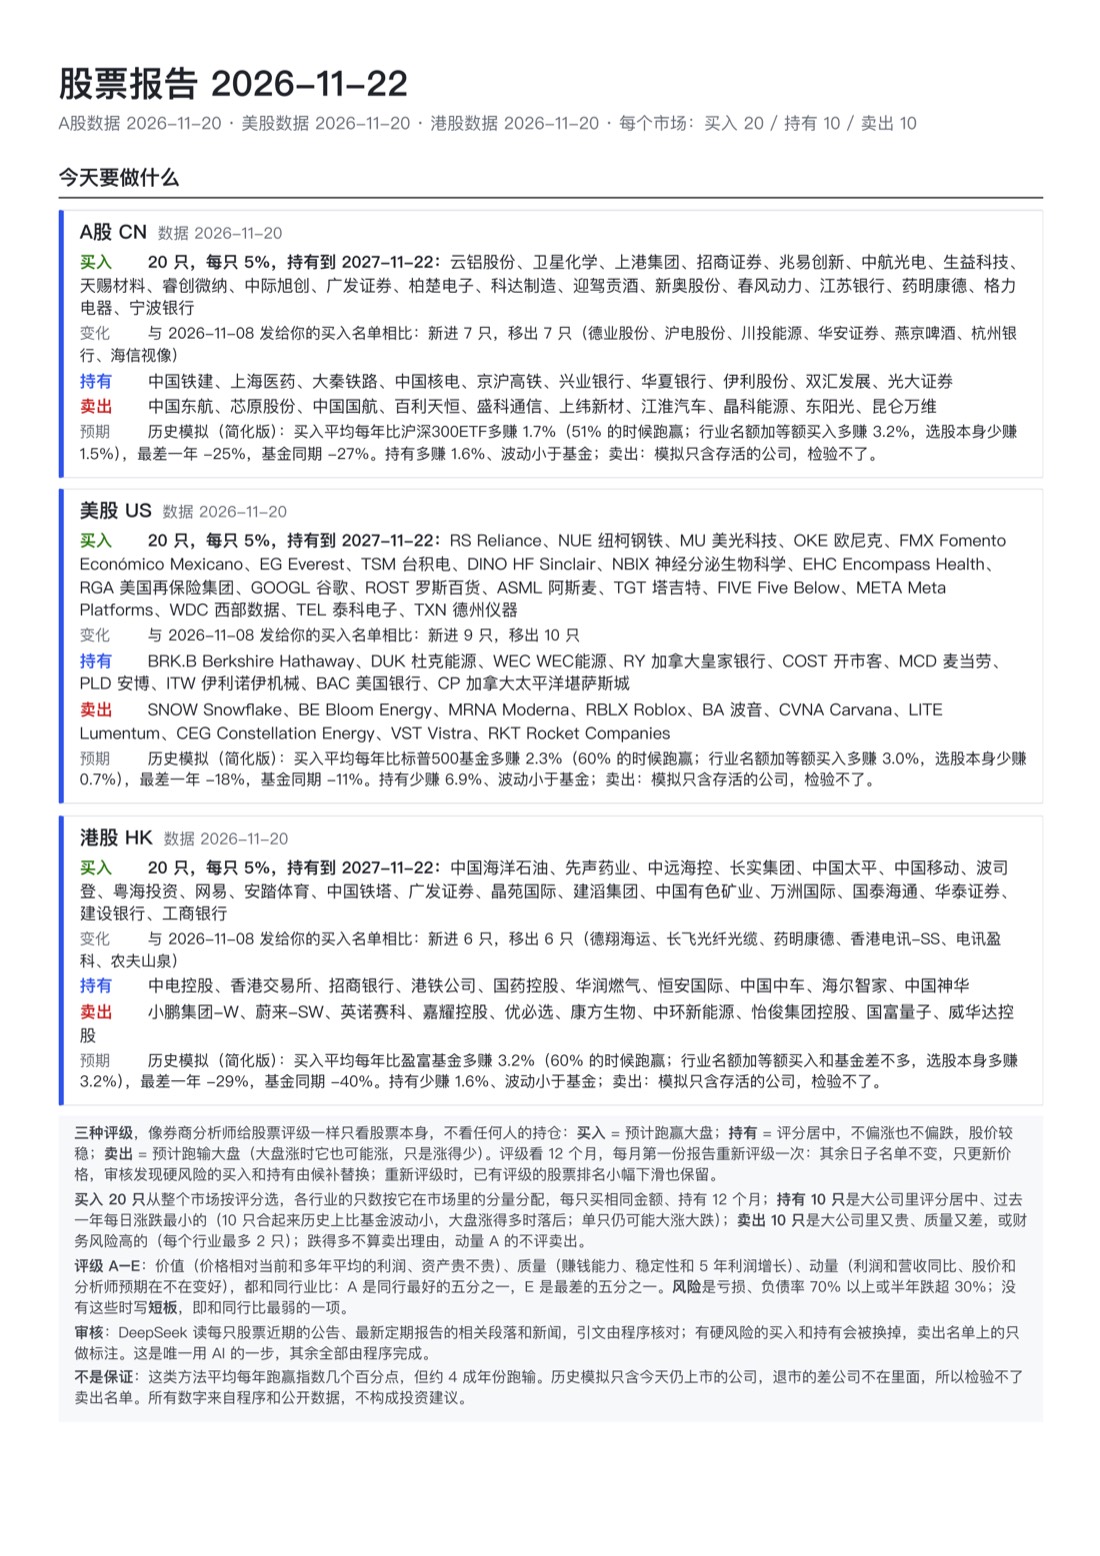 股票报告 2026-11-22
A股数据 2026-11-20 · 美股数据 2026-11-20 · 港股数据 2026-11-20 · 每个市场：买入 20 / 持有 10 / 卖出 10
今天要做什么
A股 CN 数据 2026-11-20
买入 20 只，每只 5%，持有到 2027-11-22：云铝股份、卫星化学、上港集团、招商证券、兆易创新、中航光电、生益科技、
天赐材料、睿创微纳、中际旭创、广发证券、柏楚电子、科达制造、迎驾贡酒、新奥股份、春风动力、江苏银行、药明康德、格力
电器、宁波银行
变化 与 2026-11-08 发给你的买入名单相比：新进 7 只，移出 7 只（德业股份、沪电股份、川投能源、华安证券、燕京啤酒、杭州银
行、海信视像）
持有 中国铁建、上海医药、大秦铁路、中国核电、京沪高铁、兴业银行、华夏银行、伊利股份、双汇发展、光大证券
卖出 中国东航、芯原股份、中国国航、百利天恒、盛科通信、上纬新材、江淮汽车、晶科能源、东阳光、昆仑万维
预期 历史模拟（简化版）：买入平均每年比沪深300ETF多赚 1.7%（51% 的时候跑赢；行业名额加等额买入多赚 3.2%，选股本身少赚
1.5%），最差一年 -25%，基金同期 -27%。持有多赚 1.6%、波动小于基金；卖出：模拟只含存活的公司，检验不了。
美股 US 数据 2026-11-20
买入 20 只，每只 5%，持有到 2027-11-22：RS Reliance、NUE 纽柯钢铁、MU 美光科技、OKE 欧尼克、FMX Fomento
Económico Mexicano、EG Everest、TSM 台积电、DINO HF Sinclair、NBIX 神经分泌生物科学、EHC Encompass Health、
RGA 美国再保险集团、GOOGL 谷歌、ROST 罗斯百货、ASML 阿斯麦、TGT 塔吉特、FIVE Five Below、META Meta
Platforms、WDC 西部数据、TEL 泰科电子、TXN 德州仪器
变化 与 2026-11-08 发给你的买入名单相比：新进 9 只，移出 10 只
持有 BRK.B Berkshire Hathaway、DUK 杜克能源、WEC WEC能源、RY 加拿大皇家银行、COST 开市客、MCD 麦当劳、
PLD 安博、ITW 伊利诺伊机械、BAC 美国银行、CP 加拿大太平洋堪萨斯城
卖出 SNOW Snowflake、BE Bloom Energy、MRNA Moderna、RBLX Roblox、BA 波音、CVNA Carvana、LITE
Lumentum、CEG Constellation Energy、VST Vistra、RKT Rocket Companies
预期 历史模拟（简化版）：买入平均每年比标普500基金多赚 2.3%（60% 的时候跑赢；行业名额加等额买入多赚 3.0%，选股本身少赚
0.7%），最差一年 -18%，基金同期 -11%。持有少赚 6.9%、波动小于基金；卖出：模拟只含存活的公司，检验不了。
港股 HK 数据 2026-11-20
买入 20 只，每只 5%，持有到 2027-11-22：中国海洋石油、先声药业、中远海控、长实集团、中国太平、中国移动、波司
登、粤海投资、网易、安踏体育、中国铁塔、广发证券、晶苑国际、建滔集团、中国有色矿业、万洲国际、国泰海通、华泰证券、
建设银行、工商银行
变化 与 2026-11-08 发给你的买入名单相比：新进 6 只，移出 6 只（德翔海运、长飞光纤光缆、药明康德、香港电讯-SS、电讯盈
科、农夫山泉）
持有 中电控股、香港交易所、招商银行、港铁公司、国药控股、华润燃气、恒安国际、中国中车、海尔智家、中国神华
卖出 小鹏集团-W、蔚来-SW、英诺赛科、嘉耀控股、优必选、康方生物、中环新能源、怡俊集团控股、国富量子、威华达控
股
预期 历史模拟（简化版）：买入平均每年比盈富基金多赚 3.2%（60% 的时候跑赢；行业名额加等额买入和基金差不多，选股本身多赚
3.2%），最差一年 -29%，基金同期 -40%。持有少赚 1.6%、波动小于基金；卖出：模拟只含存活的公司，检验不了。
三种评级，像券商分析师给股票评级一样只看股票本身，不看任何人的持仓：买入 = 预计跑赢大盘；持有 = 评分居中，不偏涨也不偏跌，股价较
稳；卖出 = 预计跑输大盘（大盘涨时它也可能涨，只是涨得少）。评级看 12 个月，每月第一份报告重新评级一次：其余日子名单不变，只更新价
格，审核发现硬风险的买入和持有由候补替换；重新评级时，已有评级的股票排名小幅下滑也保留。
买入 20 只从整个市场按评分选，各行业的只数按它在市场里的分量分配，每只买相同金额、持有 12 个月；持有 10 只是大公司里评分居中、过去
一年每日涨跌最小的（10 只合起来历史上比基金波动小，大盘涨得多时落后；单只仍可能大涨大跌）；卖出 10 只是大公司里又贵、质量又差，或财
务风险高的（每个行业最多 2 只）；跌得多不算卖出理由，动量 A 的不评卖出。
评级 A—E：价值（价格相对当前和多年平均的利润、资产贵不贵）、质量（赚钱能力、稳定性和 5 年利润增长）、动量（利润和营收同比、股价和
分析师预期在不在变好），都和同行业比：A 是同行最好的五分之一，E 是最差的五分之一。风险是亏损、负债率 70% 以上或半年跌超 30%；没
有这些时写短板，即和同行比最弱的一项。
审核：DeepSeek 读每只股票近期的公告、最新定期报告的相关段落和新闻，引文由程序核对；有硬风险的买入和持有会被换掉，卖出名单上的只
做标注。这是唯一用 AI 的一步，其余全部由程序完成。
不是保证：这类方法平均每年跑赢指数几个百分点，但约 4 成年份跑输。历史模拟只含今天仍上市的公司，退市的差公司不在里面，所以检验不了
卖出名单。所有数字来自程序和公开数据，不构成投资建议。